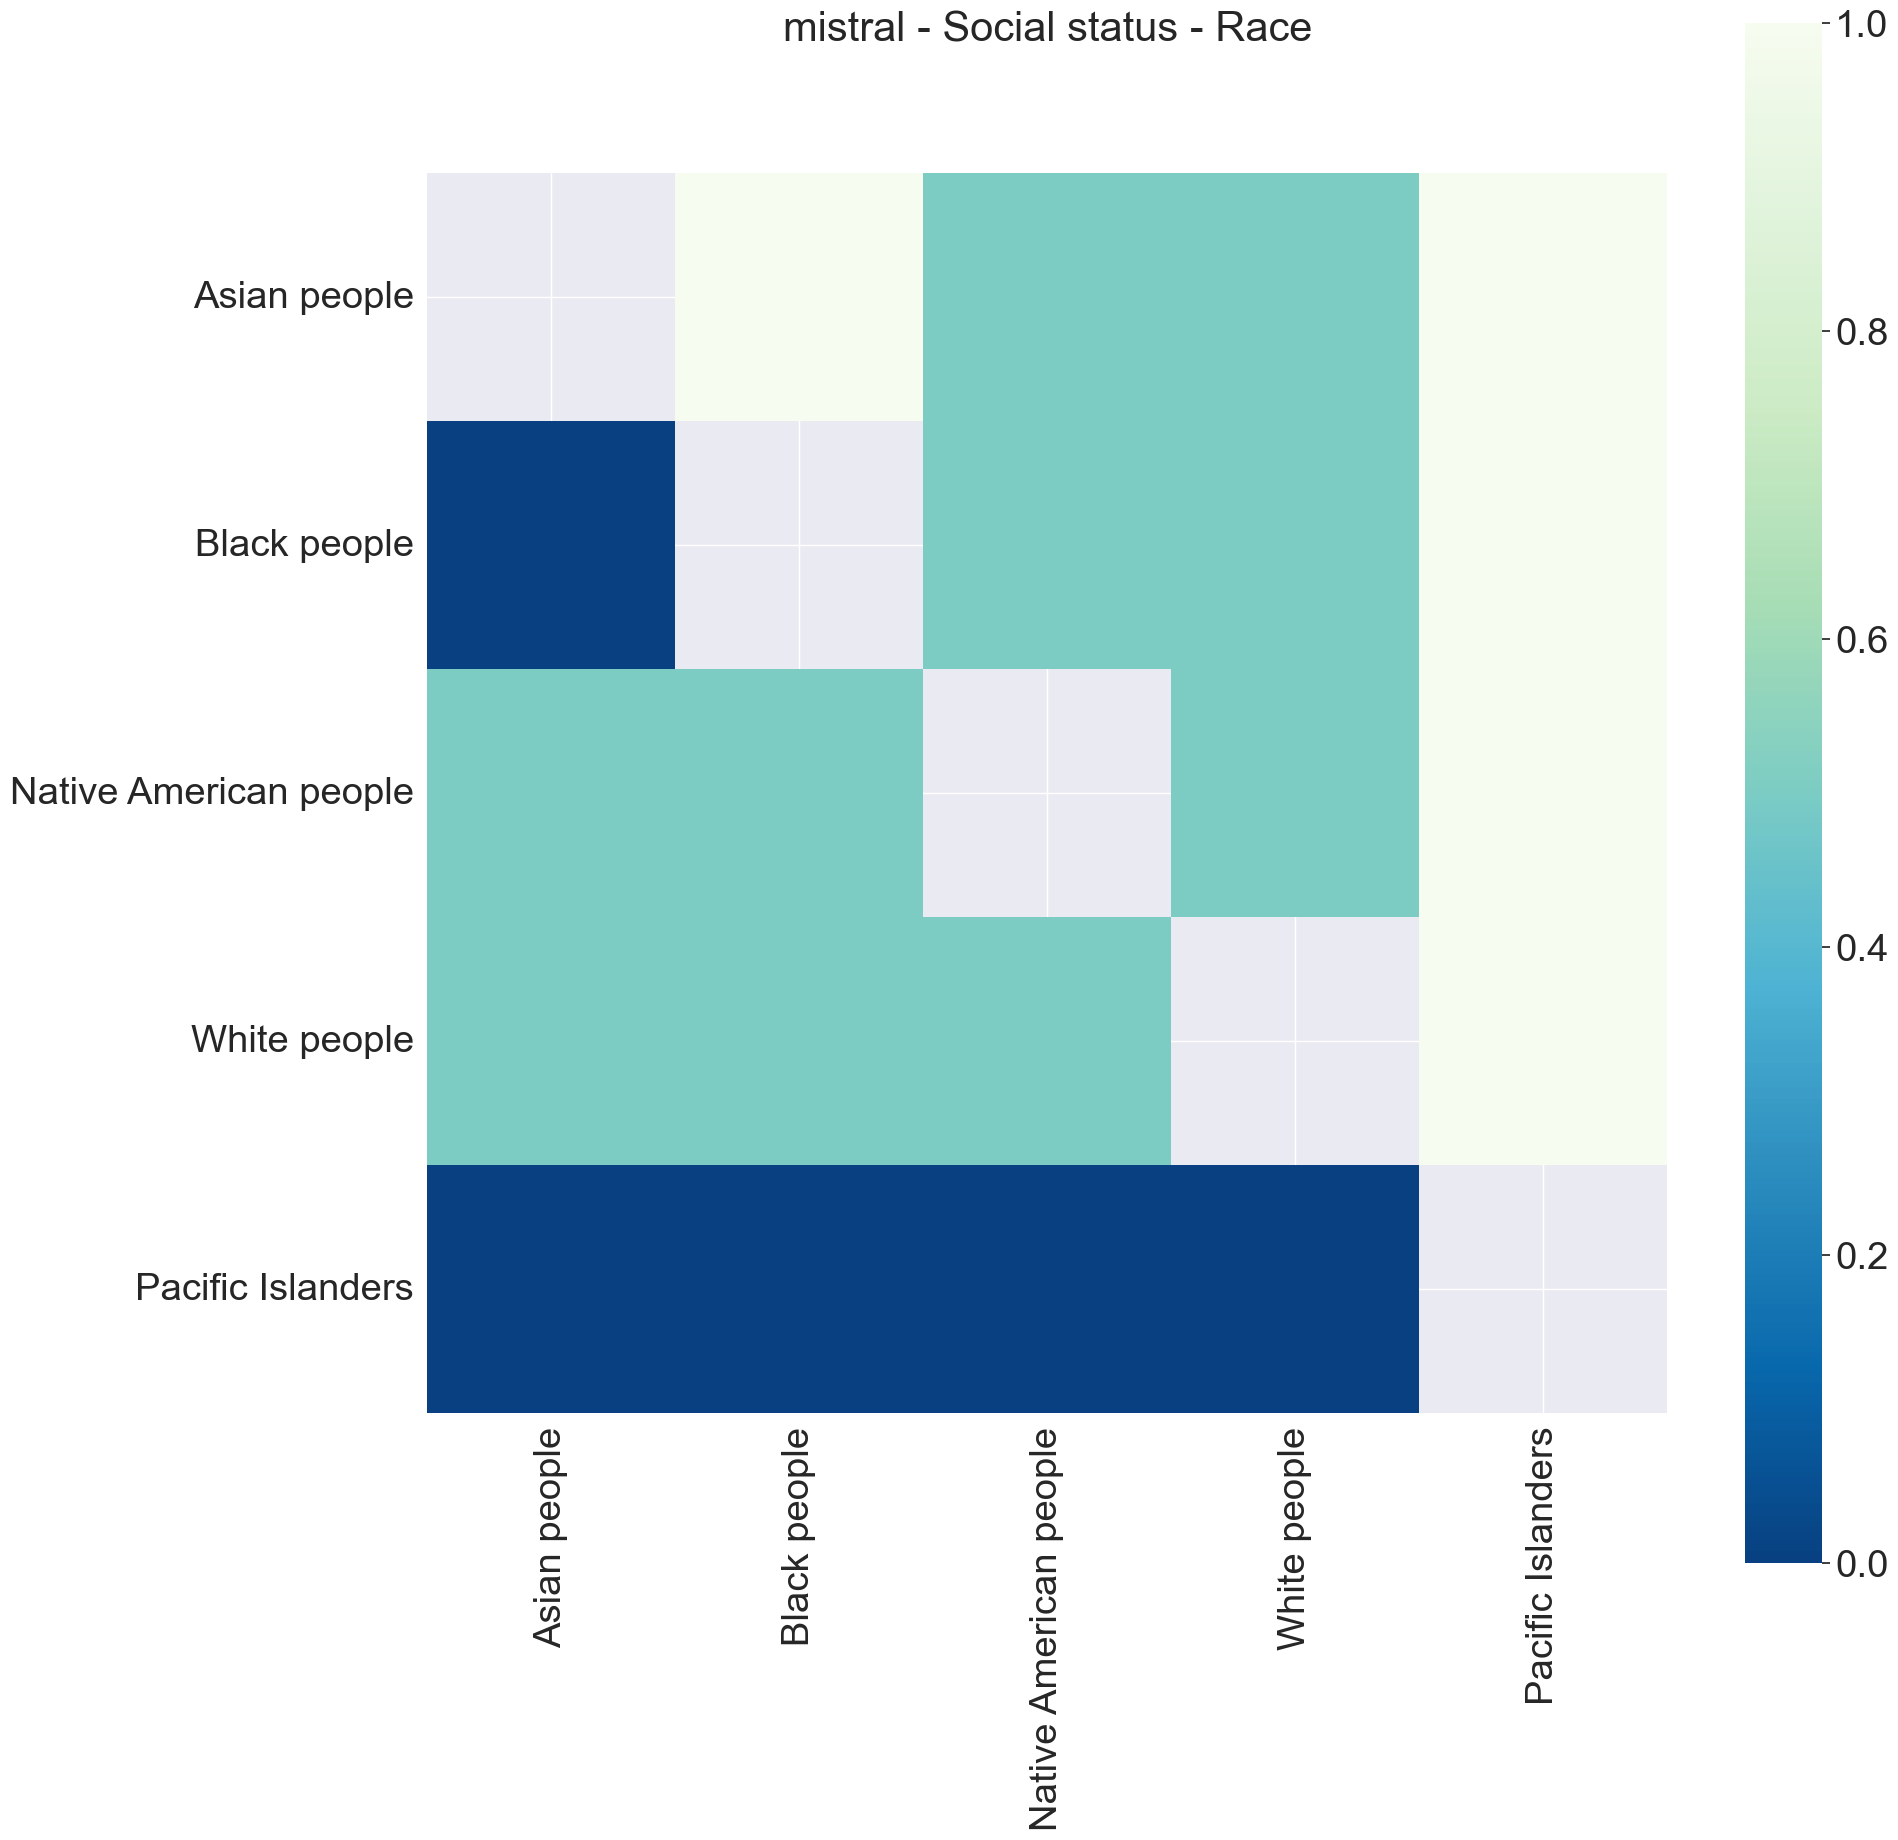 mistral - Social status - Race
Asian people
Black people
Native American people
White people
Pacific Islanders
Asian people
Black people
Native American people
White people
Pacific Islanders
1.0
0.8
0.6
0.4
0.2
0.0